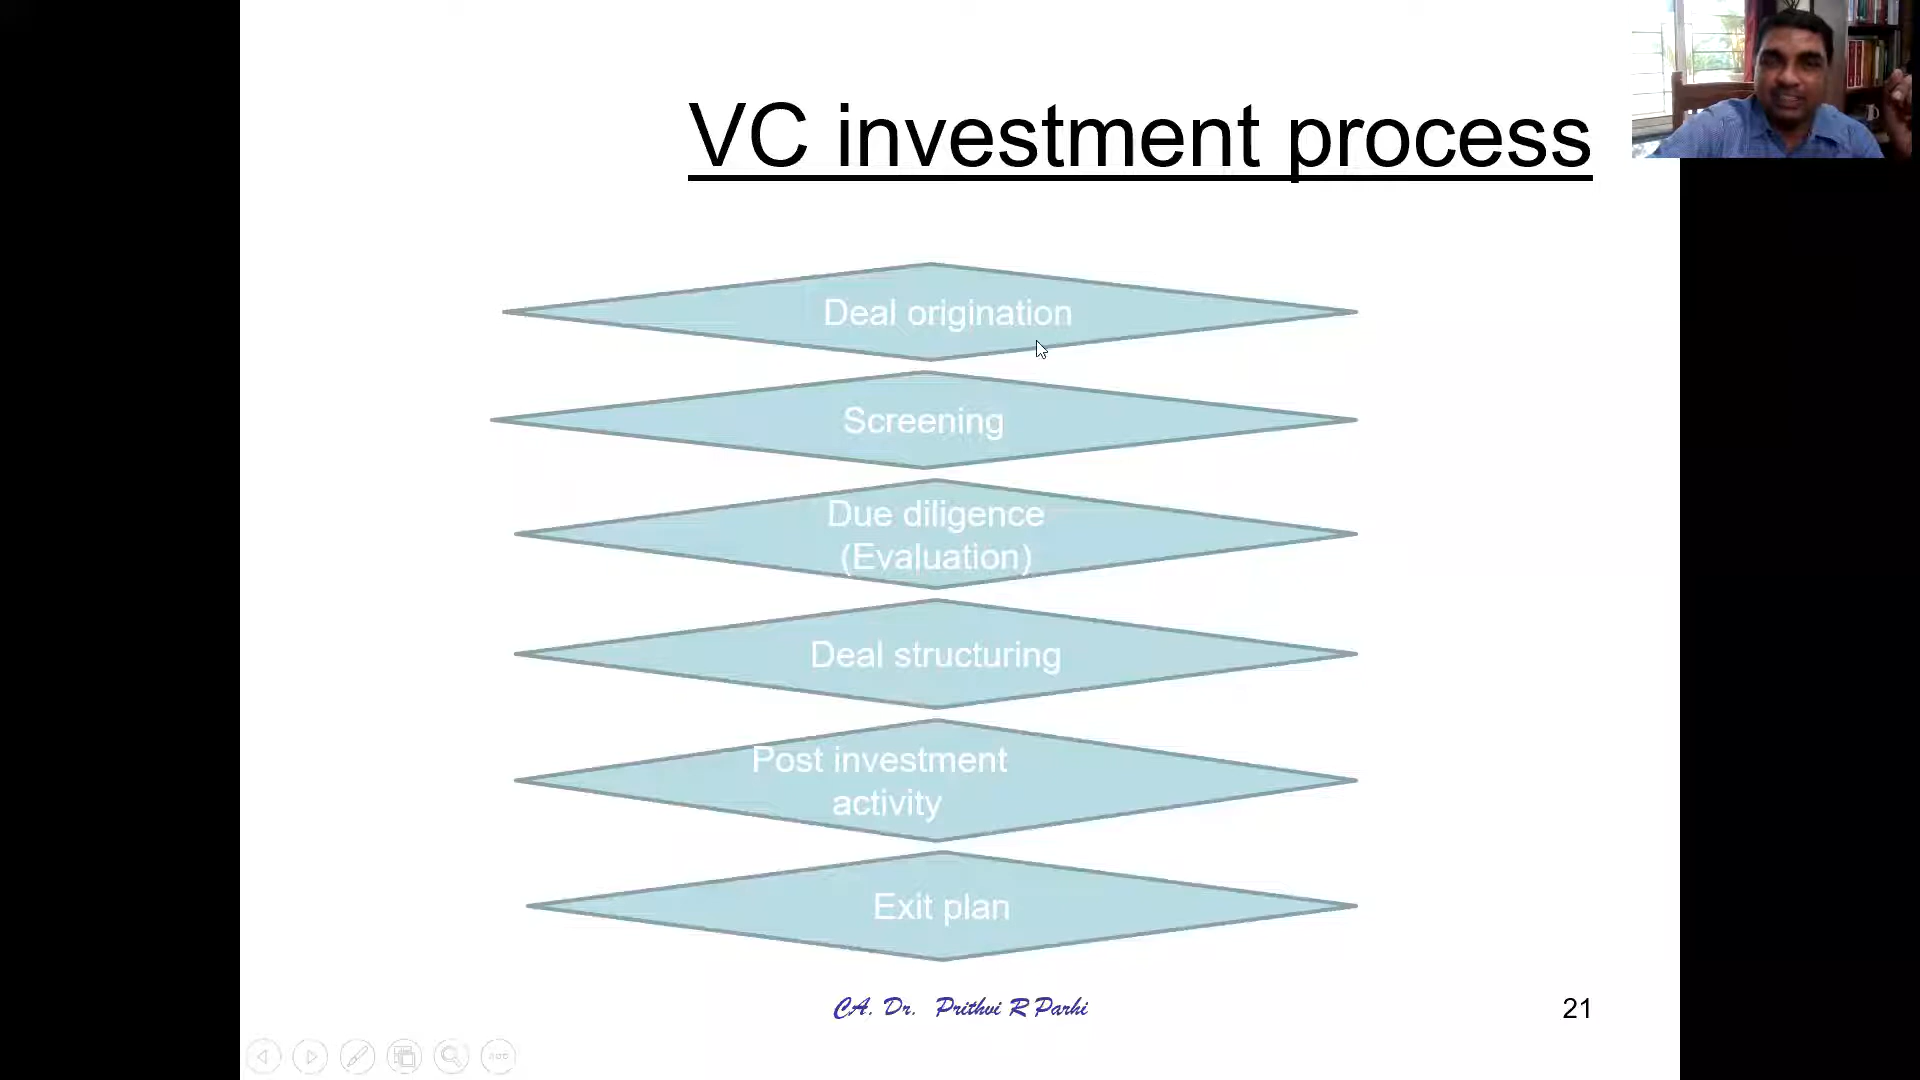 VC investment process
Deal origination
Screening
Due diligence
(Evaluation)
Deal structuring
Post investment
activity
Exit plan
CA. Dr. Prithvi R Parhi
21